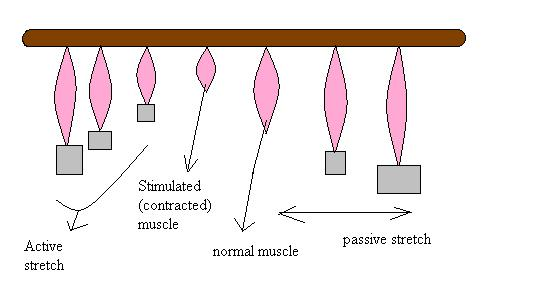 Stimulated
(contracted)
muscle
Active
stretch
normal muscle
passive stretch